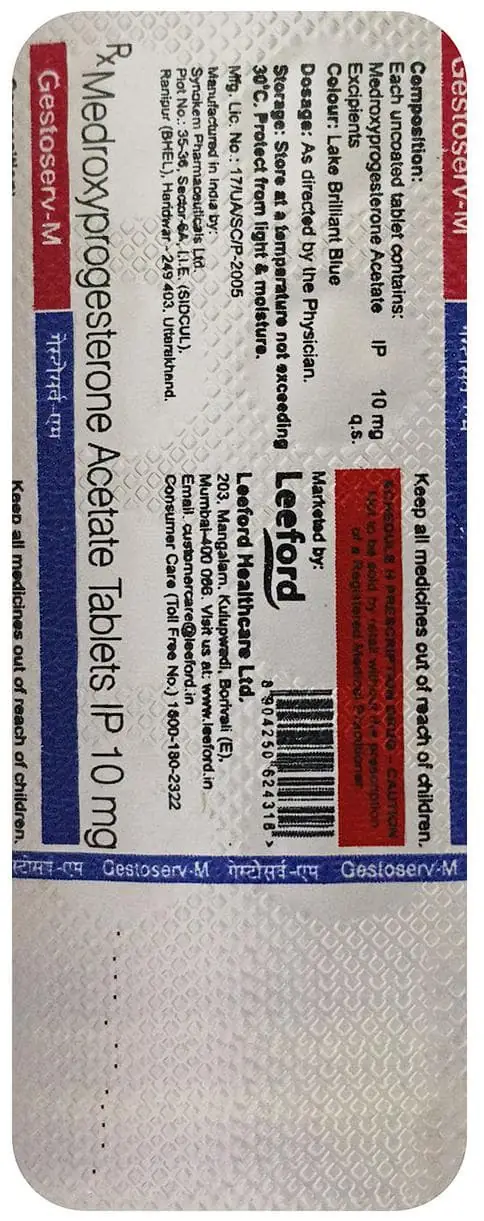 Gestoserv-M
Composition:
Each uncoated tablet contains:
Medroxyprogesterone Acetate IP 10 mg
Excipients q.s.
Colour: Lake Brilliant Blue
Dosage: As directed by the Physician.
Storage: Store at a temperature not exceeding
30°C. Protect from light & moisture.
Mfg. Lic. No.: 17/UA/SC/P-2005
Manufactured in India by:
Synokem Pharmaceuticals Ltd.
Plot No.: 35-36, Sector-6A, I.I.E. (SIDCUL),
Ranipur (BHEL), Haridwar - 249 403. Uttarakhand.
Keep all medicines out of reach of children.
SCHEDULE H PRESCRIPTION DRUG - CAUTION
Not to be sold by retail without the prescription
of a Registered Medical Practitioner
8 904250 624318 >
Marketed by:
Leeford
Leeford Healthcare Ltd.
203, Mangalam, Kulupwadi, Borivali (E),
Mumbai-400 066. Visit us at: www.leeford.in
Email: customercare@leeford.in
Consumer Care (Toll Free No.) 1800-180-2322
Rx Medroxyprogesterone Acetate Tablets IP 10 mg
Gestoserv-M गेस्टोसर्व-एम
Keep all medicines out of reach of children.
स्टोसर्व-एम Gestoserv-M गेस्टोसर्व-एम Gestoserv-M